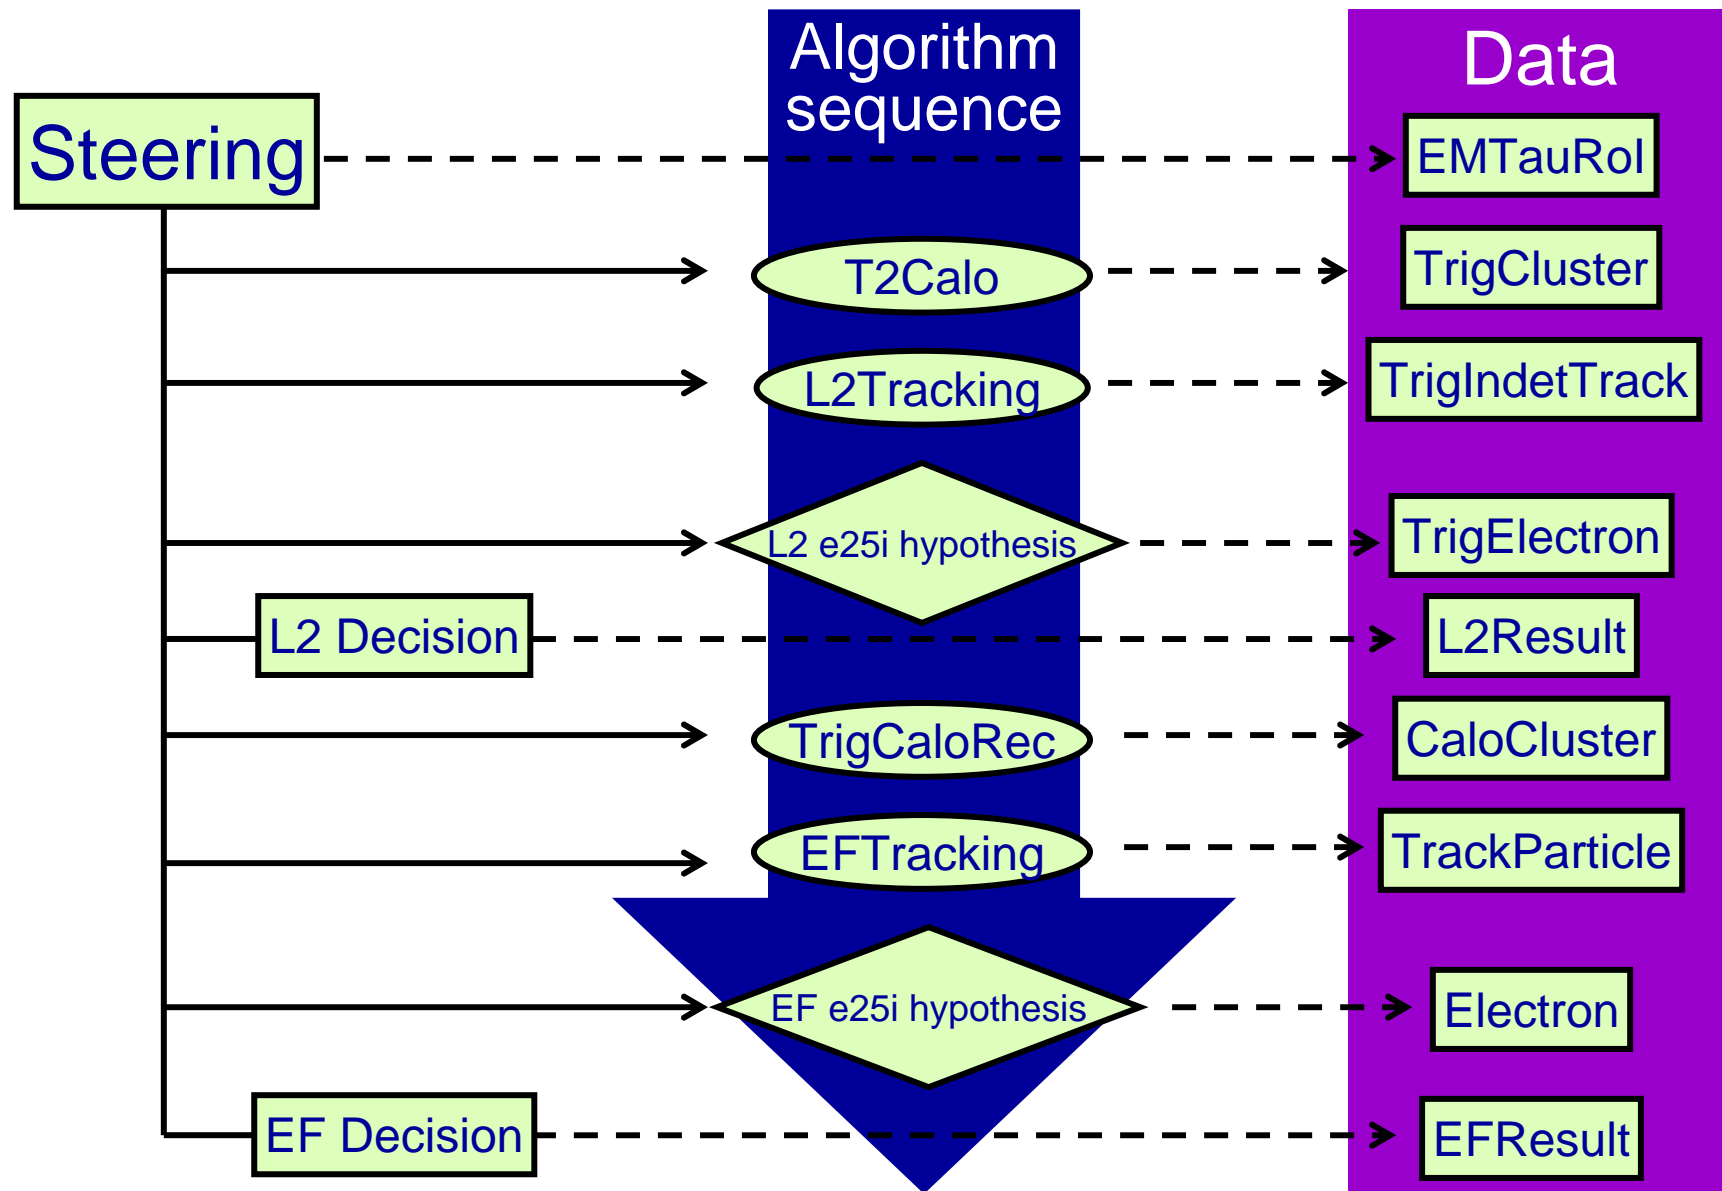 Algorithm
sequence
Data
Steering
EMTauRoI
T2Calo
TrigCluster
L2Tracking
TrigIndetTrack
L2 e25i hypothesis
TrigElectron
L2 Decision
L2Result
TrigCaloRec
CaloCluster
EFTracking
TrackParticle
EF e25i hypothesis
Electron
EF Decision
EFResult